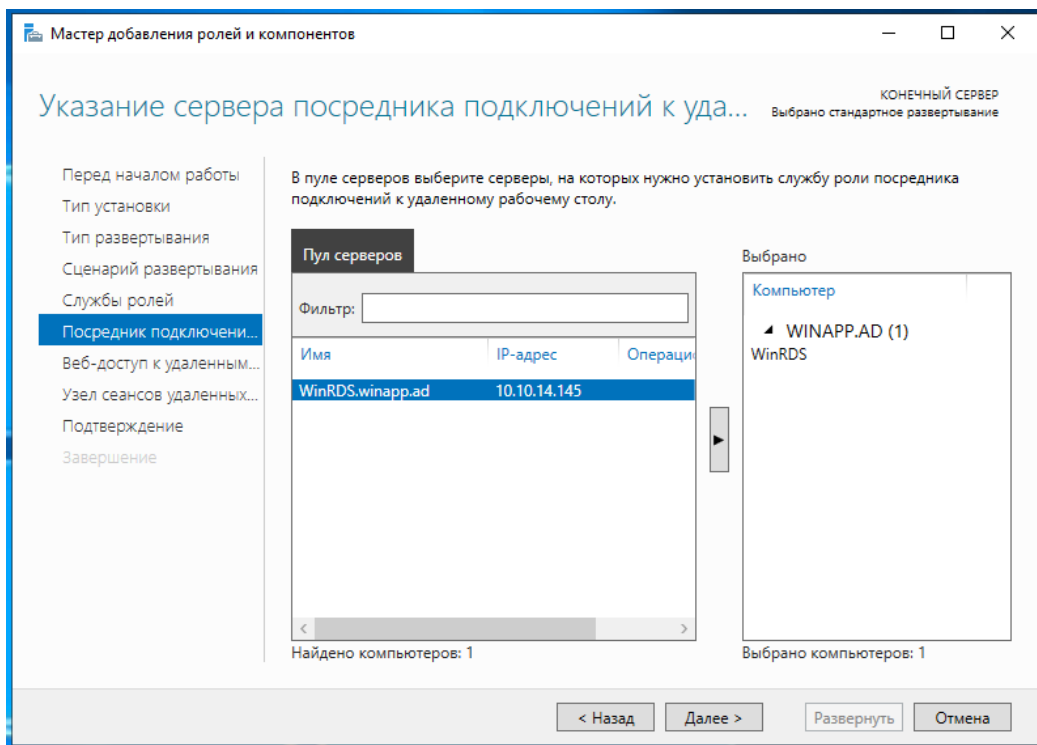 Мастер добавления ролей и компонентов
Указание сервера посредника подключений к уда...
КОНЕЧНЫЙ СЕРВЕР
Выбрано стандартное развертывание
Перед началом работы
Тип установки
Тип развертывания
Сценарий развертывания
Службы ролей
Посредник подключени...
Веб-доступ к удаленным...
Узел сеансов удаленных...
Подтверждение
Завершение
В пуле серверов выберите серверы, на которых нужно установить службу роли посредника
подключений к удаленному рабочему столу.
Пул серверов
Фильтр:
Имя IP-адрес Операцио
WinRDS.winapp.ad 10.10.14.145
Найдено компьютеров: 1
Выбрано
Компьютер
WINAPP.AD (1)
WinRDS
Выбрано компьютеров: 1
< Назад Далее > Развернуть Отмена